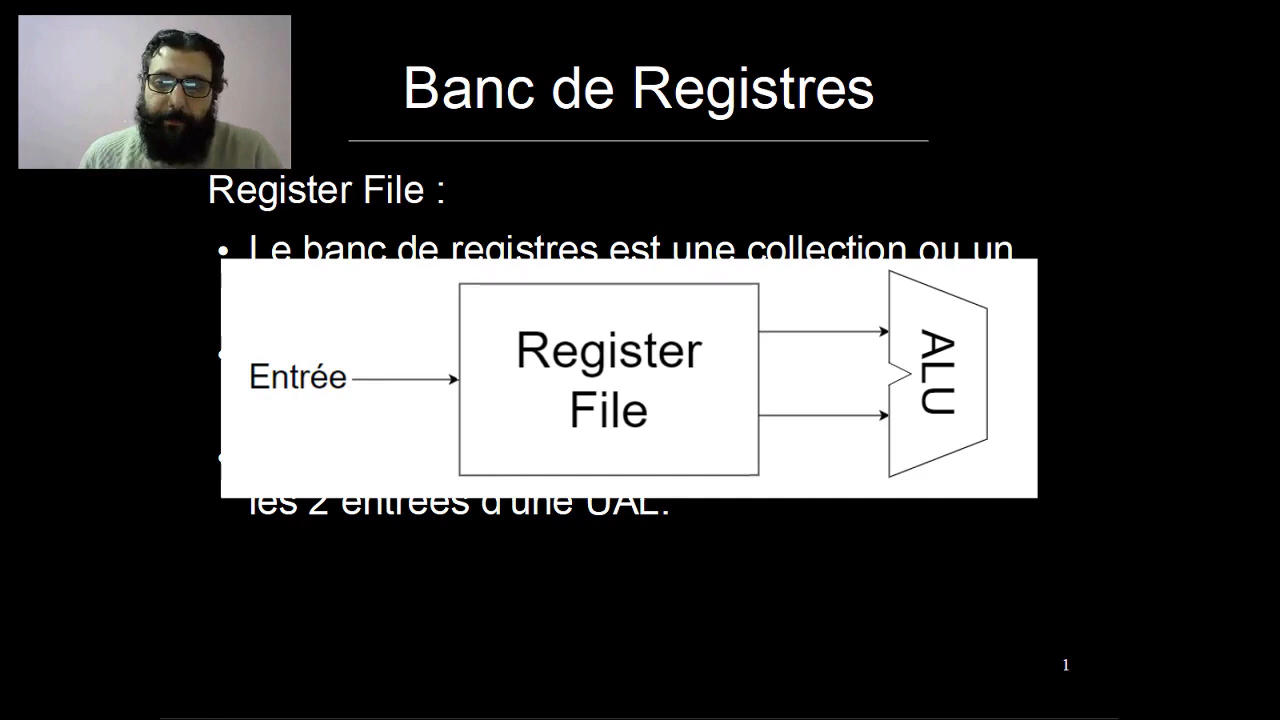 Banc de Registres
Register File :
• Le banc de registres est une collection ou un
Entrée
Register
File
ALU
les 2 entrées d'une UAL.
1